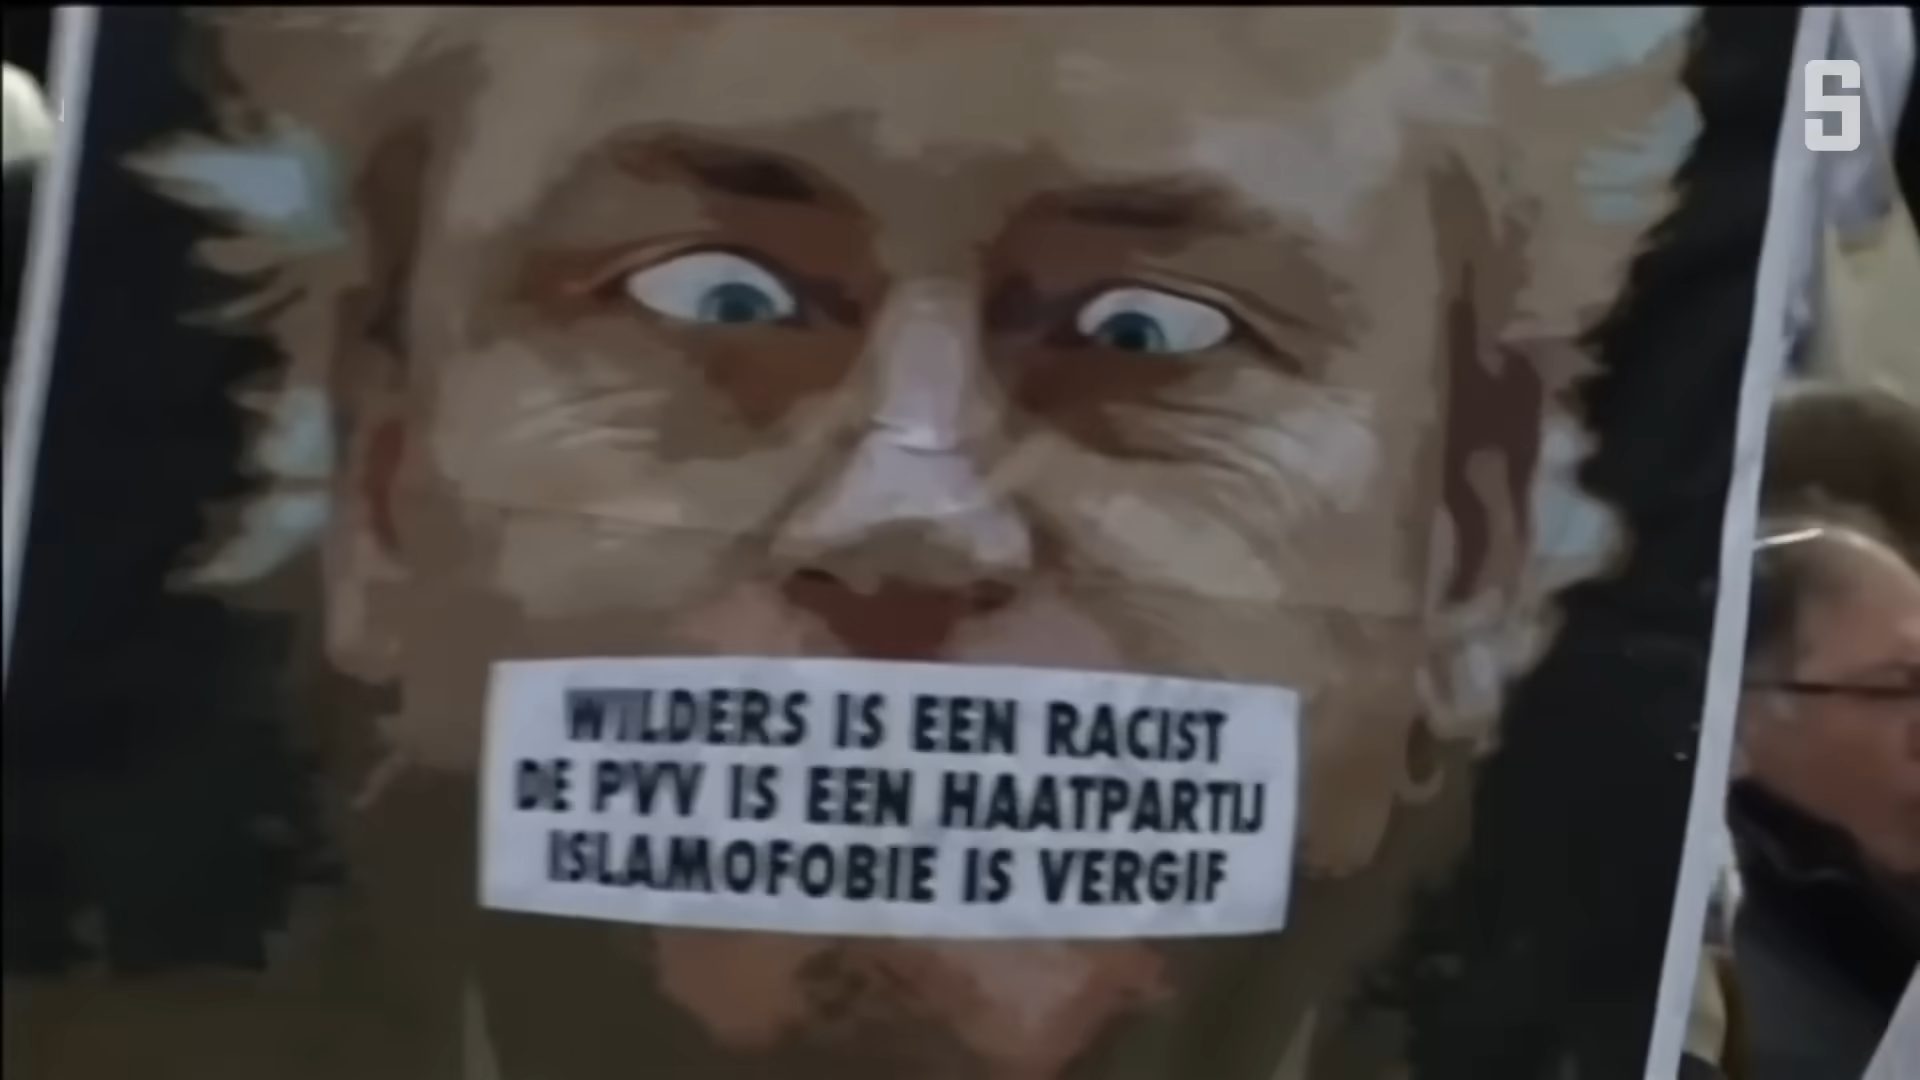 S
WILDERS IS EEN RACIST
DE PVV IS EEN HAATPARTIJ
ISLAMOFOBIE IS VERGIF